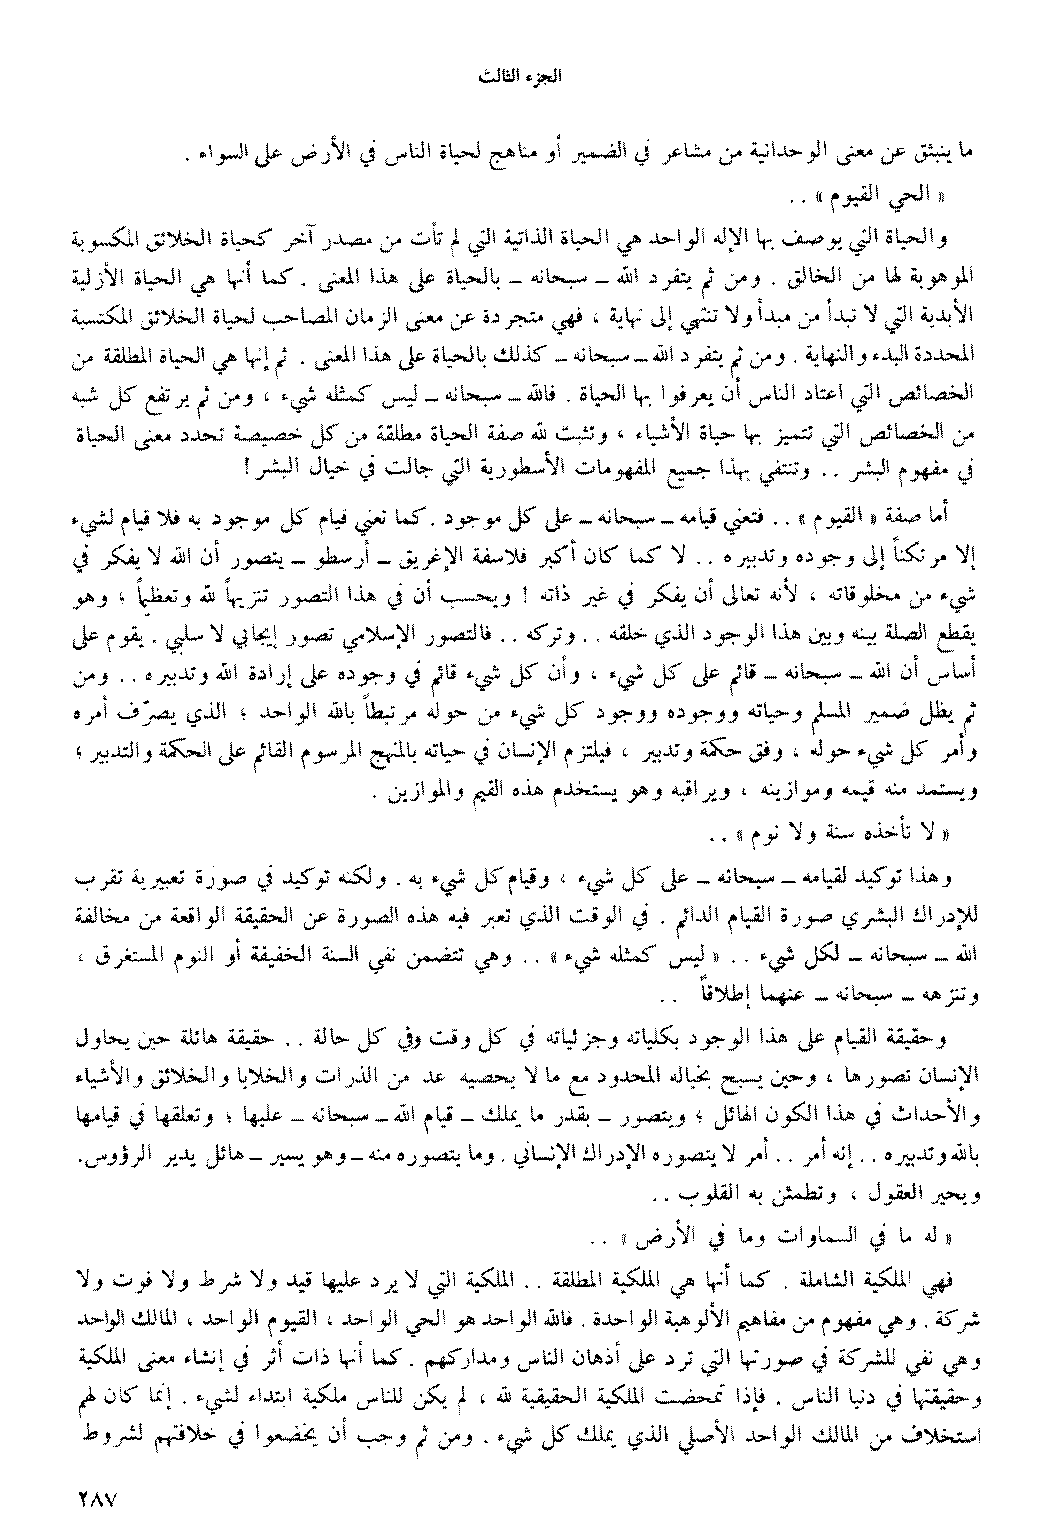 الجزء الثالث
ما ينبثق عن معنى الوحدانية من مشاعر في الضمير أو مناهج لحياة الناس في الأرض على السواء .
« الحي القيوم » . .
والحياة التي يوصف بها الإله الواحد هي الحياة الذاتية التي لم تأت من مصدر آخر كحياة الخلائق المكسوبة
الموهوبة لها من الخالق . ومن ثم يتفرد الله ــ سبحانه ــ بالحياة على هذا المعنى . كما أنها هي الحياة الأزلية
الأبدية التي لا تبدأ من مبدأ ولا تنتهي إلى نهاية ، فهي متجردة عن معنى الزمان المصاحب لحياة الخلائق المكتسبة
المحددة البدء والنهاية . ومن ثم يتفرد الله ــ سبحانه ــ كذلك بالحياة على هذا المعنى . ثم إنها هي الحياة المطلقة من
الخصائص التي اعتاد الناس أن يعرفوا بها الحياة . فالله ــ سبحانه ــ ليس كمثله شيء ، ومن ثم يرتفع كل شبه
من الخصائص التي تتميز بها حياة الأشياء ، وتثبت لله صفة الحياة مطلقة من كل خصيصة تحدد معنى الحياة
في مفهوم البشر . . وتنتفي بهذا جميع المفهومات الأسطورية التي جالت في خيال البشر !
أما صفة « القيوم » . . فتعني قيامه ــ سبحانه ــ على كل موجود . كما تعني قيام كل موجود به فلا قيام لشيء
إلا مرتكناً إلى وجوده وتدبيره . . لا كما كان أكبر فلاسفة الإغريق ــ أرسطو ــ يتصور أن الله لا يفكر في
شيء من مخلوقاته ، لأنه تعالى أن يفكر في غير ذاته ! ويحسب أن في هذا التصور تنزيهاً لله وتعظيماً ؛ وهو
يقطع الصلة بينه وبين هذا الوجود الذي خلقه . . وتركه . . فالتصور الإسلامي تصور إيجابي لا سلبي . يقوم على
أساس أن الله ــ سبحانه ــ قائم على كل شيء ، وأن كل شيء قائم في وجوده على إرادة الله وتدبيره . . ومن
ثم يظل ضمير المسلم وحياته ووجوده ووجود كل شيء من حوله مرتبطاً بالله الواحد ؛ الذي يصرّف أمره
وأمر كل شيء حوله ، وفق حكمة وتدبير ، فيلتزم الإنسان في حياته بالمنهج المرسوم القائم على الحكمة والتدبير ؛
ويستمد منه قيمه وموازينه ، ويراقبه وهو يستخدم هذه القيم والموازين .
« لا تأخذه سنة ولا نوم » . .
وهذا توكيد لقيامه ــ سبحانه ــ على كل شيء ، وقيام كل شيء به . ولكنه توكيد في صورة تعبيرية تقرب
للإدراك البشري صورة القيام الدائم . في الوقت الذي تعبر فيه هذه الصورة عن الحقيقة الواقعة من مخالفة
الله ــ سبحانه ــ لكل شيء . . « ليس كمثله شيء » . . وهي تتضمن نفي السنة الخفيفة أو النوم المستغرق ،
وتنزهه ــ سبحانه ــ عنهما إطلاقاً . .
وحقيقة القيام على هذا الوجود بكلياته وجزئياته في كل وقت وفي كل حالة . . حقيقة هائلة حين يحاول
الإنسان تصورها ، وحين يسبح بخياله المحدود مع ما لا يحصيه عد من الذرات والخلايا والخلائق والأشياء
والأحداث في هذا الكون الهائل ؛ ويتصور ــ بقدر ما يملك ــ قيام الله ــ سبحانه ــ عليها ؛ وتعلقها في قيامها
بالله وتدبيره . . إنه أمر . . أمر لا يتصوره الإدراك الإنساني . وما يتصوره منه ــ وهو يسير ــ هائل يدير الرؤوس.
ويحير العقول ، وتطمئن به القلوب . .
« له ما في السماوات وما في الأرض » . .
فهي الملكية الشاملة . كما أنها هي الملكية المطلقة . . الملكية التي لا يرد عليها قيد ولا شرط ولا فوت ولا
شركة . وهي مفهوم من مفاهيم الألوهية الواحدة . فالله الواحد هو الحي الواحد ، القيوم الواحد ، المالك الواحد
وهي نفي للشركة في صورتها التي ترد على أذهان الناس ومداركهم . كما أنها ذات أثر في إنشاء معنى الملكية
وحقيقتها في دنيا الناس . فإذا تمحضت الملكية الحقيقية لله ، لم يكن للناس ملكية ابتداء لشيء . إنما كان لهم
استخلاف من المالك الواحد الأصلي الذي يملك كل شيء . ومن ثم وجب أن يخضعوا في خلافتهم لشروط
٢٨٧